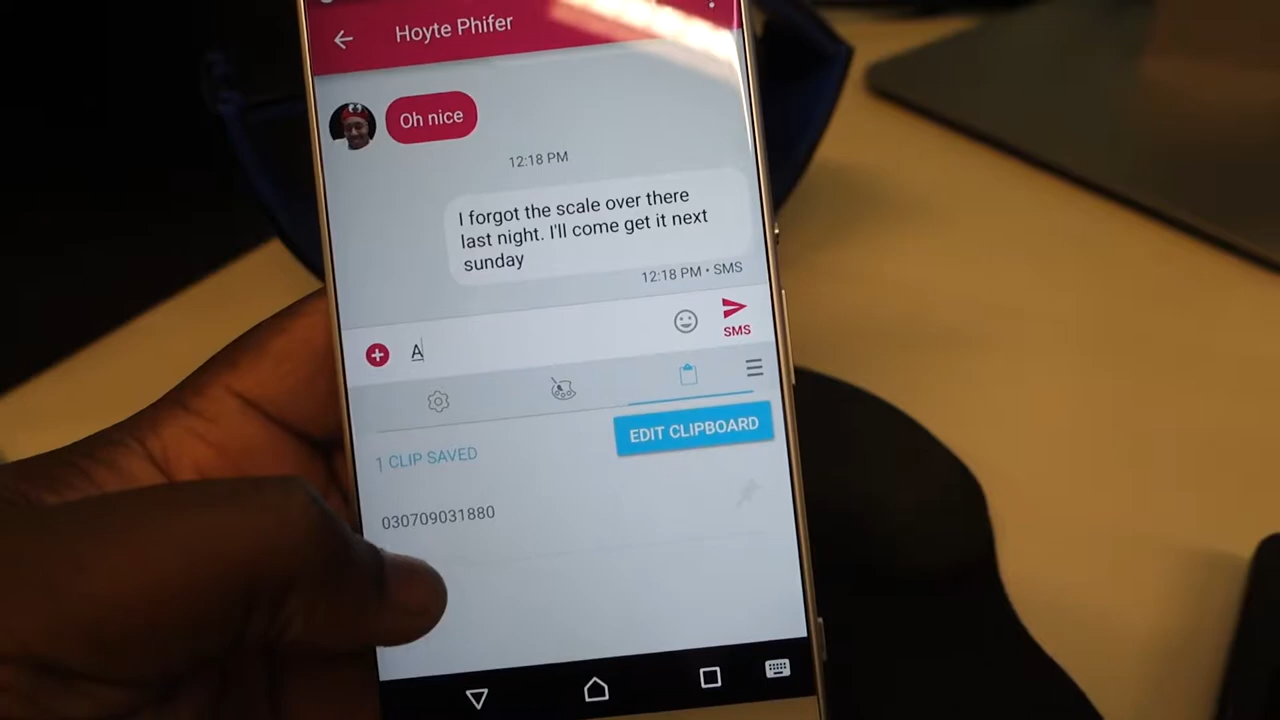 Hoyte Phifer
Oh nice
12:18 PM
I forgot the scale over there
last night. I'll come get it next
sunday
12:18 PM • SMS
A
SMS
EDIT CLIPBOARD
1 CLIP SAVED
030709031880